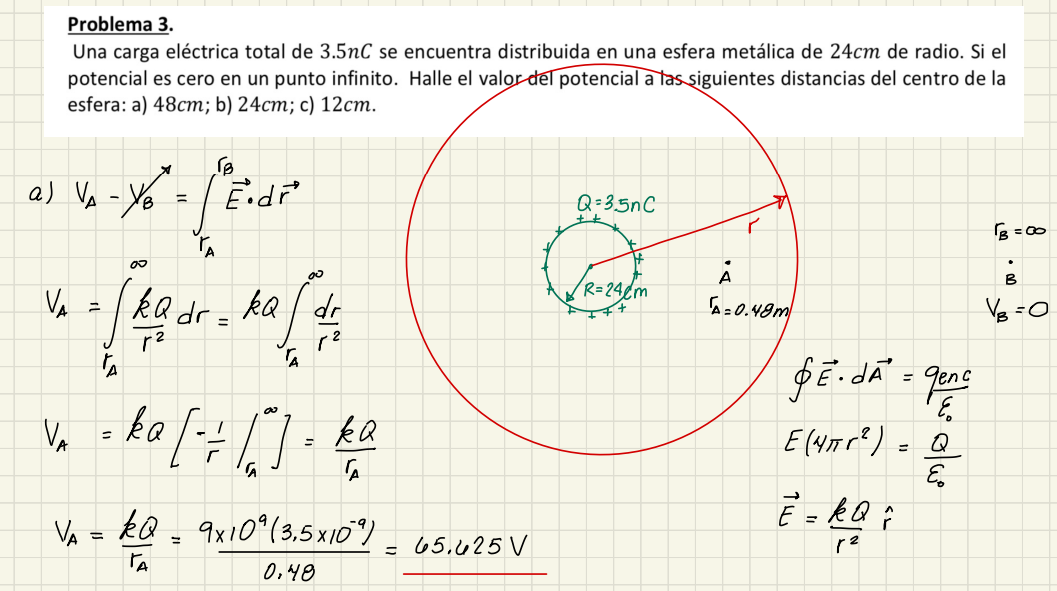 Problema 3.
Una carga eléctrica total de 3.5nC se encuentra distribuida en una esfera metálica de 24cm de radio. Si el
potencial es cero en un punto infinito. Halle el valor del potencial a las siguientes distancias del centro de la
esfera: a) 48cm; b) 24cm; c) 12cm.
a) V_A - V_B = ∫_{r_A}^{r_B} E⃗ · dr⃗
V_A = ∫_{r_A}^{∞} kQ/r² dr = kQ ∫_{r_A}^{∞} dr/r²
V_A = kQ [-1/r |_{r_A}^{∞}] = kQ/r_A
V_A = kQ/r_A = 9x10⁹(3,5x10⁻⁹)/0,48 = 65.625 V
Q=3.5nC
R=24cm
r
A
r_A=0.48m
r_B=∞
B
V_B=0
∮ E⃗ · dA⃗ = q_enc/ε₀
E(4πr²) = Q/ε₀
E⃗ = kQ/r² r̂